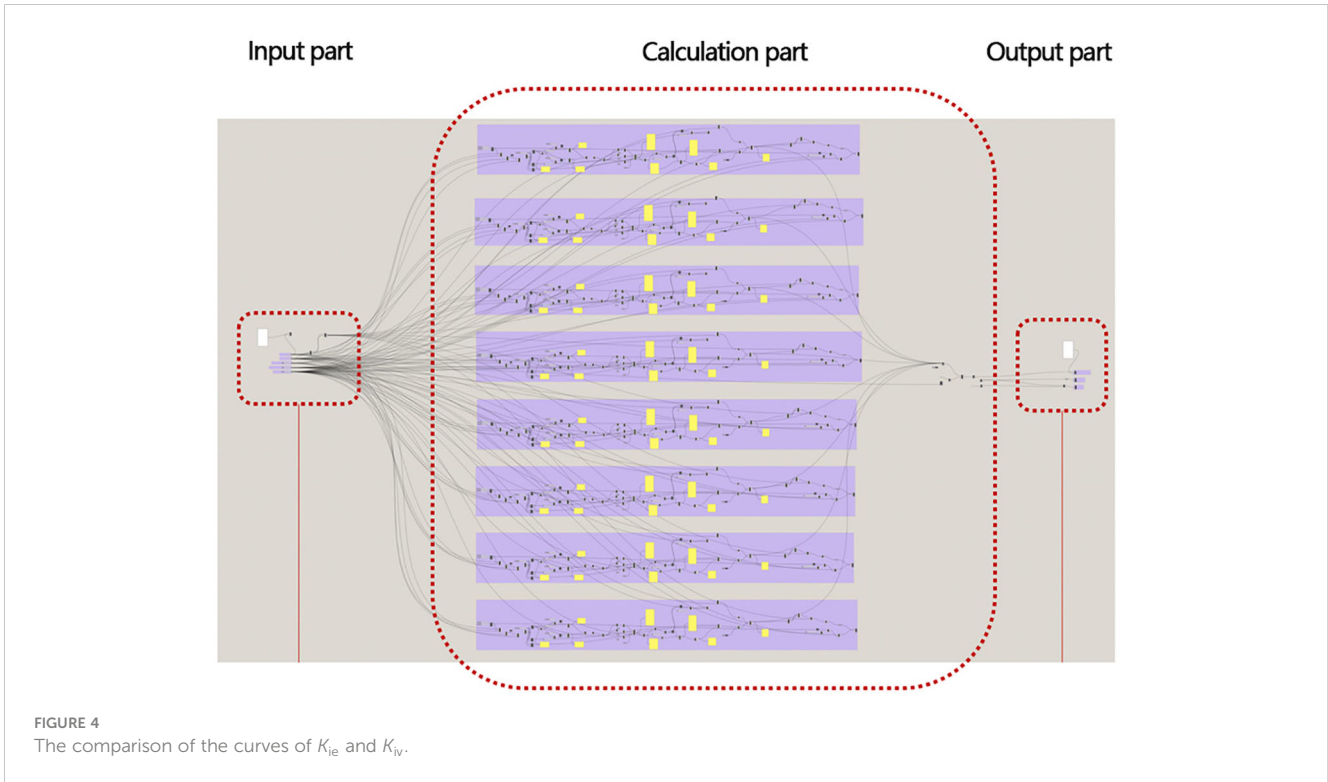 Input part
Calculation part
Output part
FIGURE 4
The comparison of the curves of Kie and Kiv.